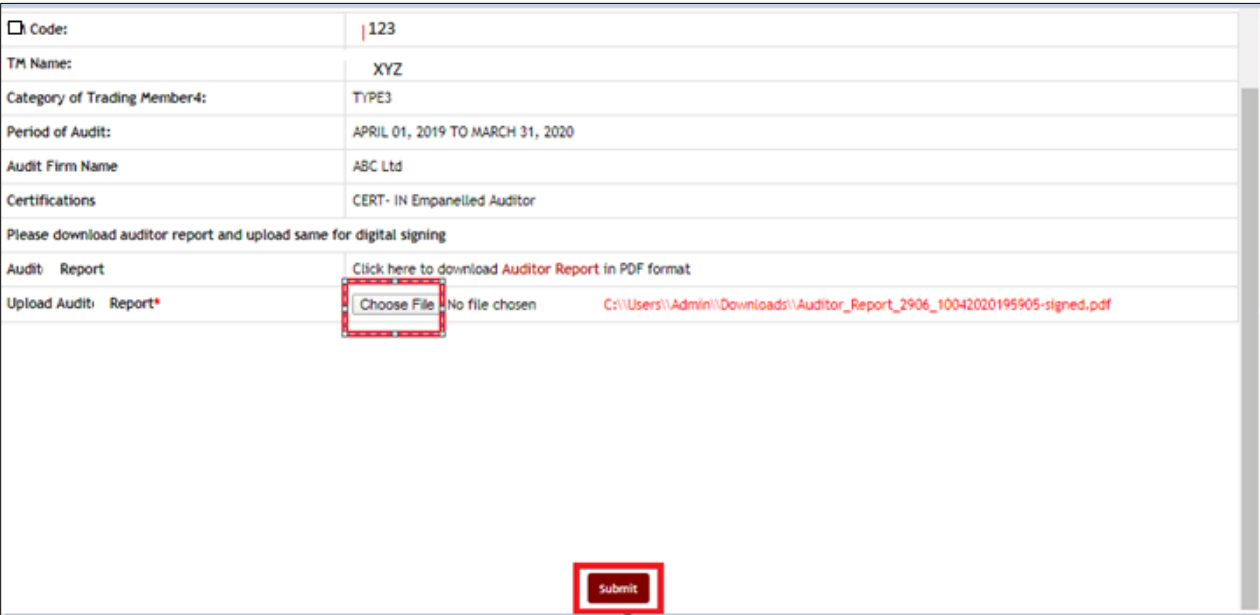 Code: 123
TM Name: XYZ
Category of Trading Member4: TYPE3
Period of Audit: APRIL 01, 2019 TO MARCH 31, 2020
Audit Firm Name ABC Ltd
Certifications CERT- IN Empanelled Auditor
Please download auditor report and upload same for digital signing
Audit Report Click here to download Auditor Report in PDF format
Upload Audit Report* Choose File No file chosen C:\\Users\\Admin\\Downloads\\Auditor_Report_2906_10042020195905-signed.pdf
Submit